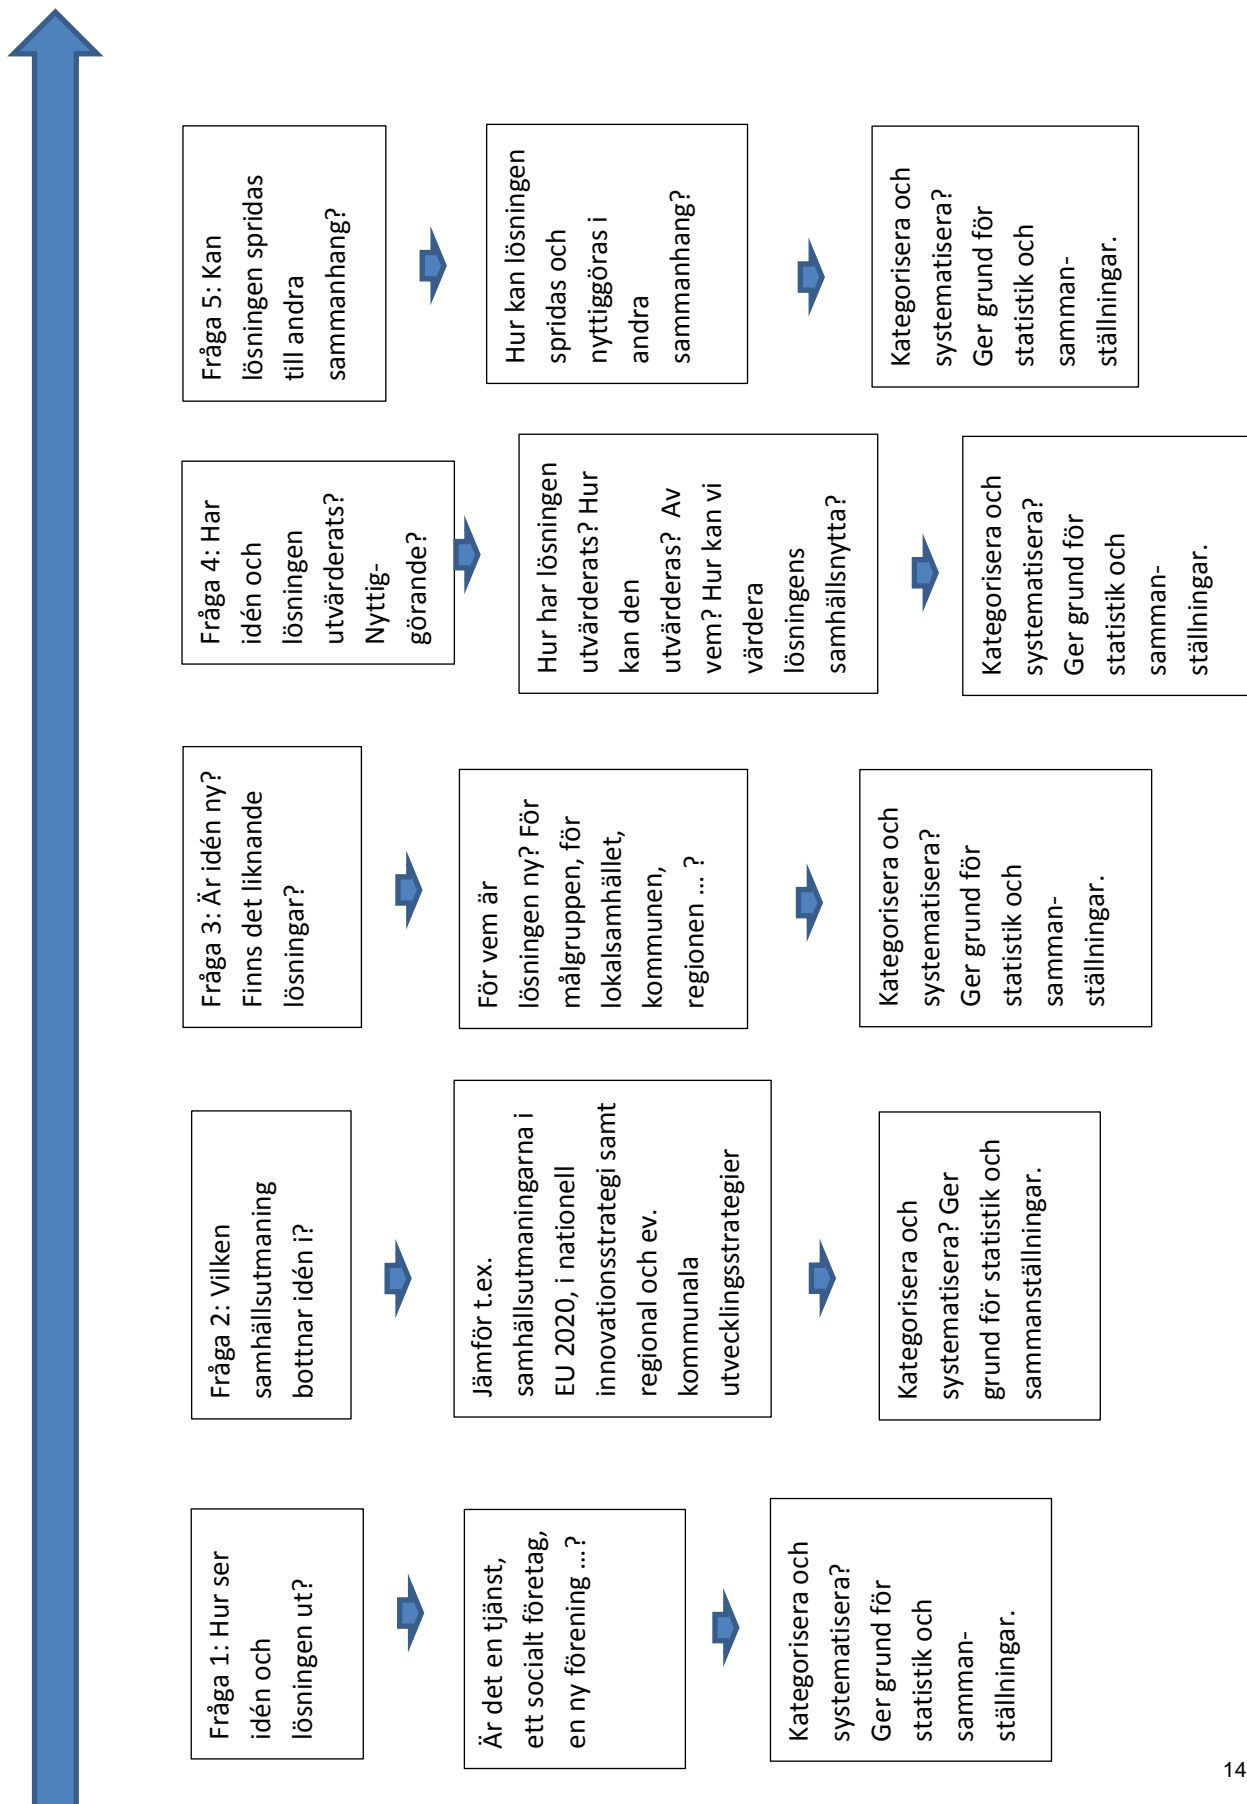 Fråga 1: Hur ser
idén och
lösningen ut?
Är det en tjänst,
ett socialt företag,
en ny förening ...?
Kategorisera och
systematisera?
Ger grund för
statistik och
samman-
ställningar.
Fråga 2: Vilken
samhällsutmaning
bottnar idén i?
Jämför t.ex.
samhällsutmaningarna i
EU 2020, i nationell
innovationsstrategi samt
regional och ev.
kommunala
utvecklingsstrategier
Kategorisera och
systematisera? Ger
grund för statistik och
sammanställningar.
Fråga 3: Är idén ny?
Finns det liknande
lösningar?
För vem är
lösningen ny? För
målgruppen, för
lokalsamhället,
kommunen,
regionen ... ?
Kategorisera och
systematisera?
Ger grund för
statistik och
samman-
ställningar.
Fråga 4: Har
idén och
lösningen
utvärderats?
Nyttig-
görande?
Hur har lösningen
utvärderats? Hur
kan den
utvärderas? Av
vem? Hur kan vi
värdera
lösningens
samhällsnytta?
Kategorisera och
systematisera?
Ger grund för
statistik och
samman-
ställningar.
Fråga 5: Kan
lösningen spridas
till andra
sammanhang?
Hur kan lösningen
spridas och
nyttiggöras i
andra
sammanhang?
Kategorisera och
systematisera?
Ger grund för
statistik och
samman-
ställningar.
14